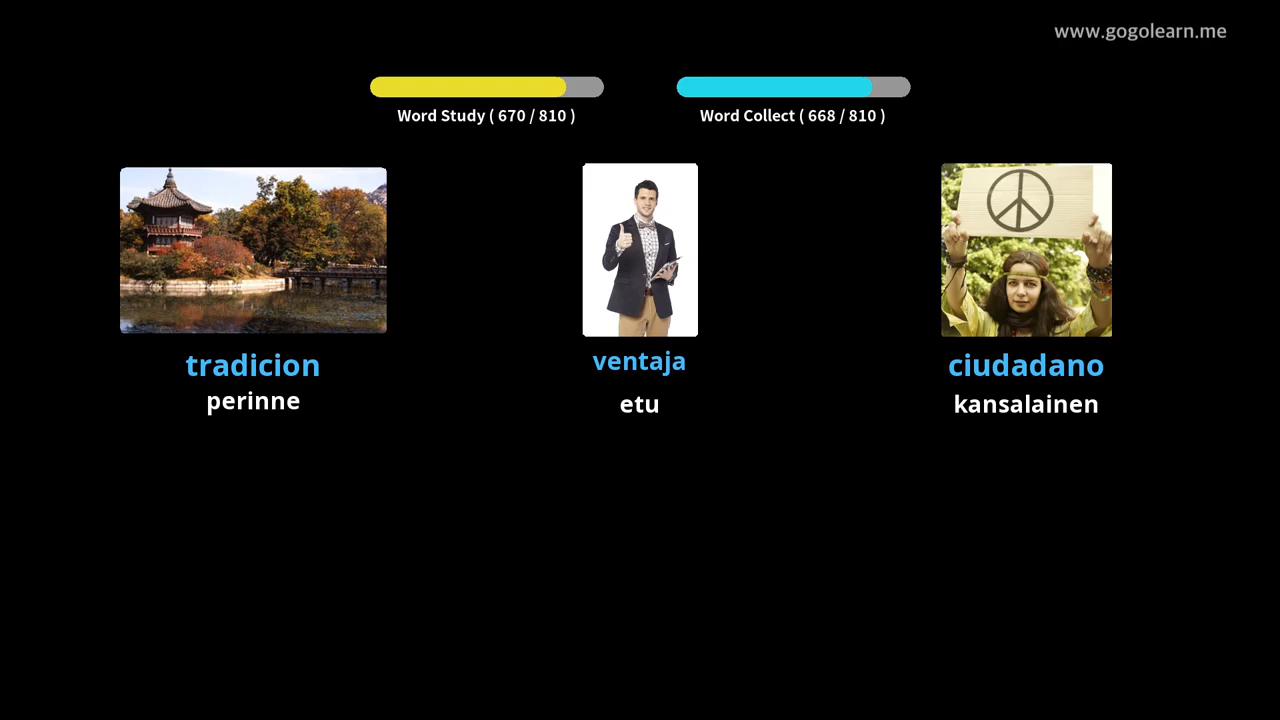 www.gogolearn.me
Word Study ( 670 / 810 )
Word Collect ( 668 / 810 )
tradicion
perinne
ventaja
etu
ciudadano
kansalainen